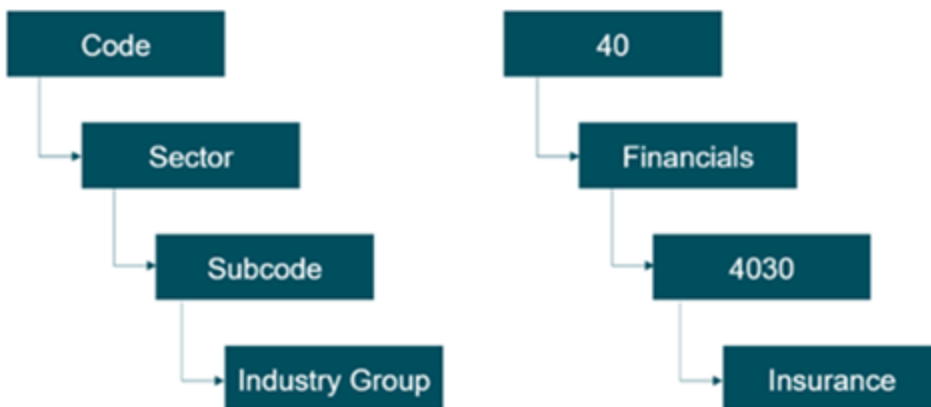 Code
Sector
Subcode
Industry Group
40
Financials
4030
Insurance